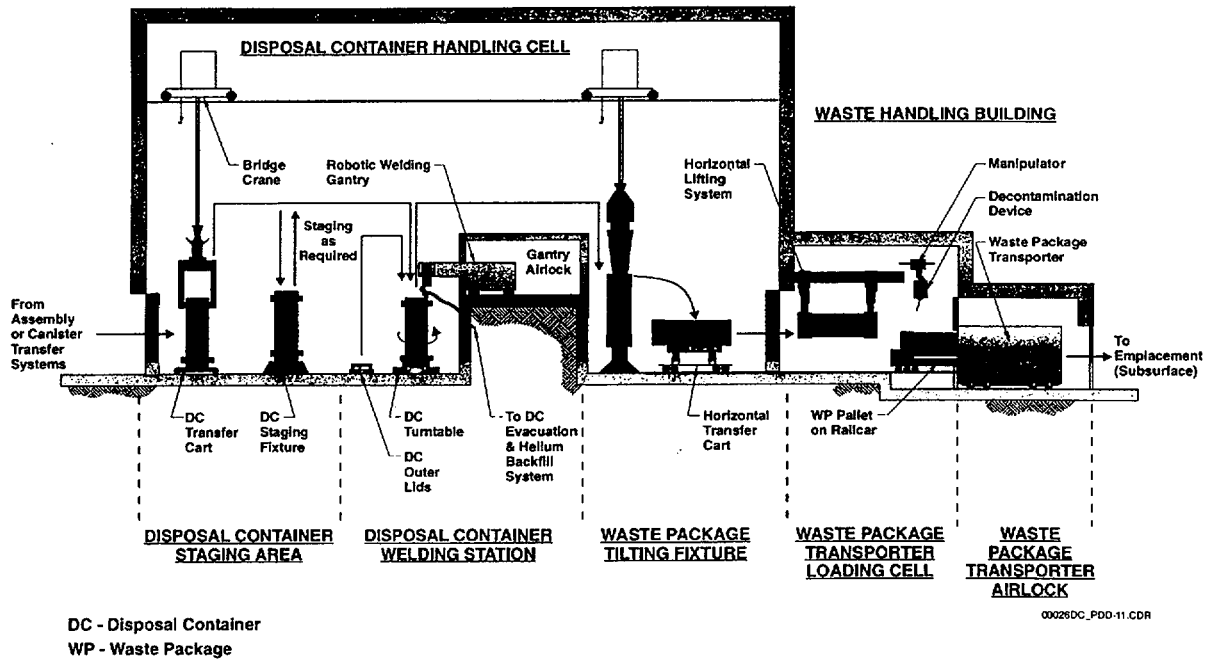 DISPOSAL CONTAINER HANDLING CELL
WASTE HANDLING BUILDING
Bridge
Crane
Robotic Welding
Gantry
Horizontal
Lifting
System
Manipulator
Decontamination
Device
Waste Package
Transporter
Staging
as
Required
Gantry
Airlock
From
Assembly
or Canister
Transfer
Systems
To
Emplacement
(Subsurface)
DC
Transfer
Cart
DC
Staging
Fixture
DC
Turntable
DC
Outer
Lids
To DC
Evacuation
& Helium
Backfill
System
Horizontal
Transfer
Cart
WP Pallet
on Railcar
DISPOSAL CONTAINER
STAGING AREA
DISPOSAL CONTAINER
WELDING STATION
WASTE PACKAGE
TILTING FIXTURE
WASTE PACKAGE
TRANSPORTER
LOADING CELL
WASTE
PACKAGE
TRANSPORTER
AIRLOCK
00026DC_PDD-11.CDR
DC - Disposal Container
WP - Waste Package